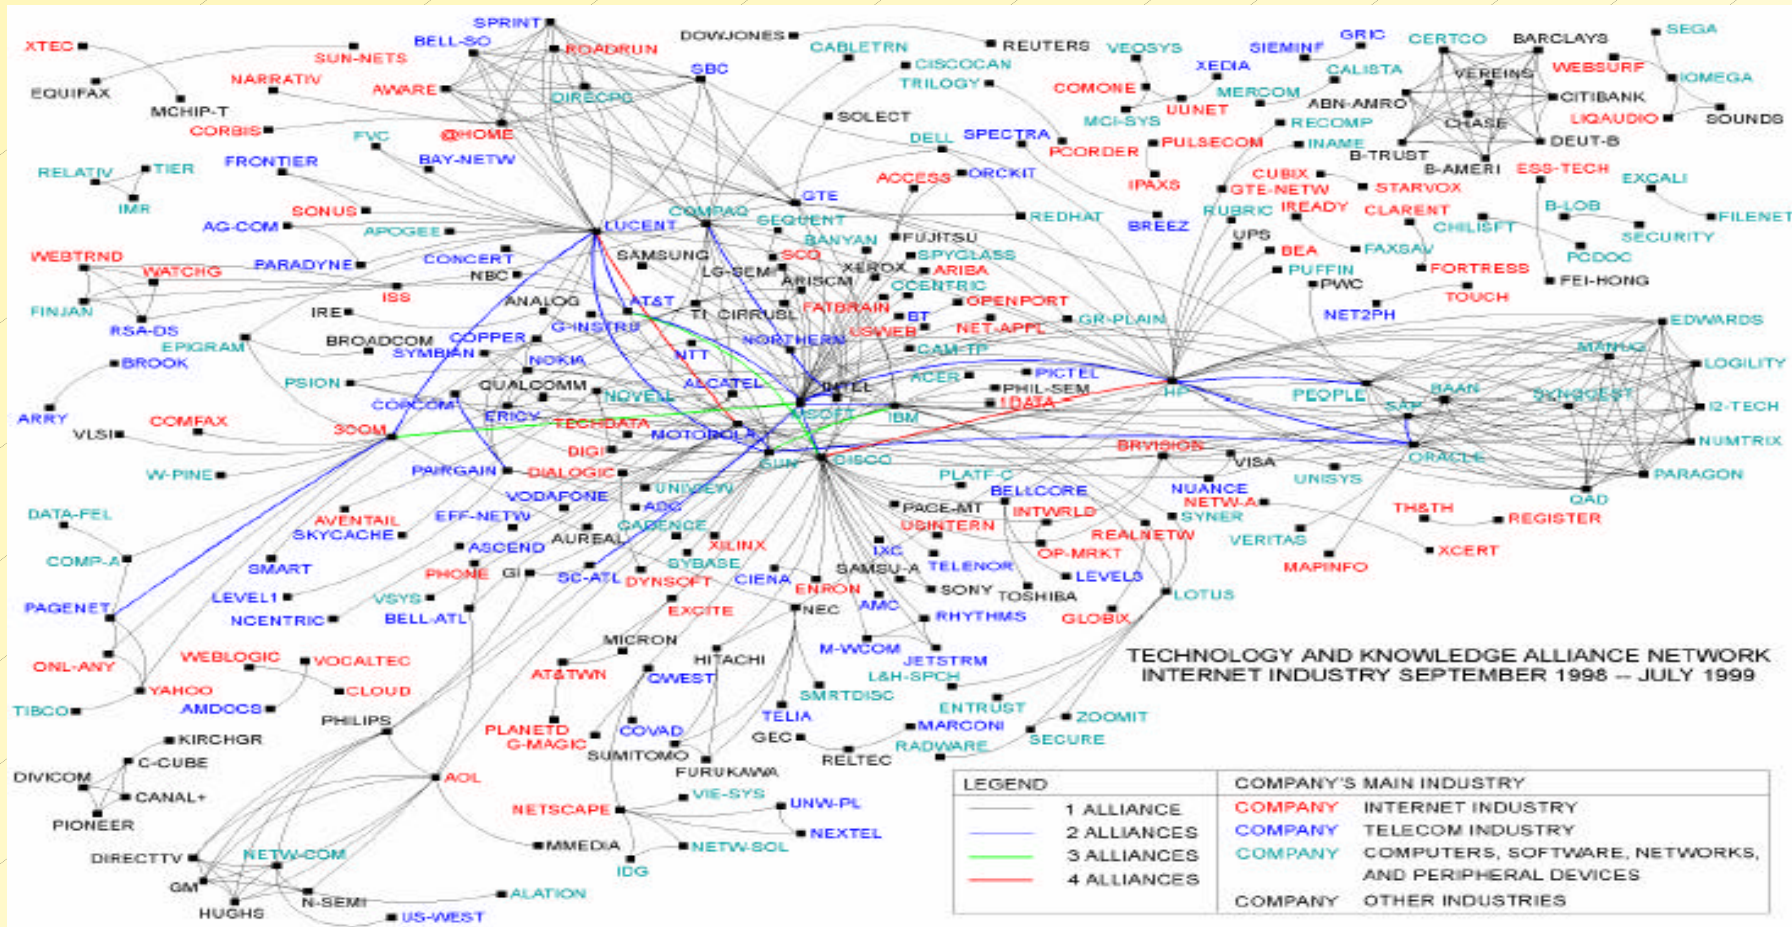 SPRINT
XTEC
BELL-SO
ROADRUN
DOWJONES
REUTERS
CABLETRN
VEOSYS
SIEMINF
GRIC
CERTCO
BARCLAYS
SEGA
SUN-NETS
SBC
CISCOCAN
XEDIA
CALISTA
VEREINS
WEBSURF
IOMEGA
NARRATIV
AWARE
DIRECPC
TRILOGY
COMONE
UUNET
MERCOM
ABN-AMRO
CITIBANK
EQUIFAX
MCHIP-T
SOLECT
MCI-SYS
RECOMP
CHASE
LIQAUDIO
SOUNDS
CORBIS
@HOME
FVC
DELL
SPECTRA
PCORDER
PULSECOM
INAME
B-TRUST
DEUT-B
FRONTIER
BAY-NETW
B-AMERI
ESS-TECH
RELATIV
TIER
ACCESS
ORCKIT
IPAXS
CUBIX
STARVOX
EXCALI
IMR
GTE
GTE-NETW
SONUS
COMPAQ
SEQUENT
REDHAT
BREEZ
RUBRIC
IREADY
CLARENT
B-LOB
FILENET
AG-COM
APOGEE
LUCENT
BANYAN
FUJITSU
UPS
CHILISFT
SECURITY
WEBTRND
WATCHG
PARADYNE
CONCERT
SAMSUNG
SCO
SPYGLASS
BEA
FAXSAV
PCDOC
NBC
LG-SEMI
XEROX
ARIBA
PUFFIN
FORTRESS
ISS
ARISCM
CCENTRIC
PWC
FEI-HONG
FINJAN
RSA-DS
IRE
ANALOG
AT&T
TI
CIRRUSL
FATBRAIN
OPENPORT
TOUCH
G-INSTRU
BT
USWEB
NET-APPL
GR-PLAIN
NET2PH
EDWARDS
EPIGRAM
BROADCOM
COPPER
NORTHERN
SYMBIAN
NTT
CAM-TP
MANUG
BROOK
NOKIA
LOGILITY
PSION
QUALCOMM
NOVELL
ALCATEL
INTEL
ACER
PICTEL
PHIL-SEM
HP
PEOPLE
BAAN
SYNQUEST
ARRY
ERICY
IBM
SAP
I2-TECH
COMFAX
3COM
TECHDATA
MOTOROLA
VLSI
DIGI
SUN
CISCO
BRVISION
VISA
ORACLE
NUMTRIX
W-PINE
PAIRGAIN
DIALOGIC
UNIVIEW
PLATF-C
UNISYS
PARAGON
VODAFONE
BELLCORE
NUANCE
QAD
DATA-FEL
AVENTAIL
EFF-NETW
ADC
PACE-MT
INTWRLD
NETW-A
TH&TH
REGISTER
SKYCACHE
AUREAL
CADENCE
XILINX
USINTERN
SYNER
REALNETW
VERITAS
COMP-A
SMART
ASCEND
IXC
OP-MRKT
XCERT
PHONE
GI
SC-ATL
SYBASE
TELENOR
MAPINFO
DYNSOFT
CIENA
SAMSU-A
LEVEL3
LEVEL1
VSYS
ENRON
SONY
TOSHIBA
LOTUS
PAGENET
NCENTRIC
BELL-ATL
EXCITE
NEC
AMC
RHYTHMS
GLOBIX
MICRON
ONL-ANY
WEBLOGIC
VOCALTEC
HITACHI
M-WCOM
JETSTRM
TECHNOLOGY AND KNOWLEDGE ALLIANCE NETWORK
INTERNET INDUSTRY SEPTEMBER 1998 -- JULY 1999
YAHOO
CLOUD
AT&TWN
QWEST
SMRTDISC
L&H-SPCH
TIBCO
AMDOCS
PHILIPS
PLANETD
COVAD
TELIA
ENTRUST
ZOOMIT
G-MAGIC
MARCONI
KIRCHGR
SUMITOMO
GEC
RADWARE
SECURE
C-CUBE
FURUKAWA
RELTEC
DIVICOM
AOL
CANAL+
VIE-SYS
NETSCAPE
UNW-PL
PIONEER
NEXTEL
DIRECTTV
NETW-COM
MMEDIA
NETW-SOL
GM
IDG
HUGHS
N-SEMI
ALATION
US-WEST
LEGEND
1 ALLIANCE
2 ALLIANCES
3 ALLIANCES
4 ALLIANCES
COMPANY'S MAIN INDUSTRY
COMPANY INTERNET INDUSTRY
COMPANY TELECOM INDUSTRY
COMPANY COMPUTERS, SOFTWARE, NETWORKS,
AND PERIPHERAL DEVICES
COMPANY OTHER INDUSTRIES